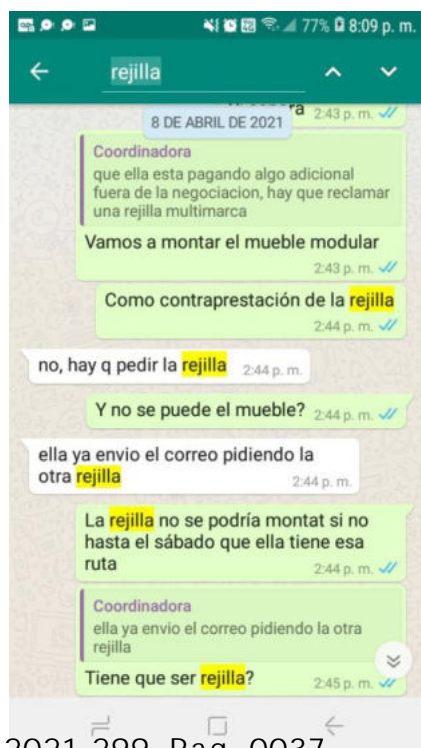 77% 8:09 p. m.
rejilla
2:43 p. m.
8 DE ABRIL DE 2021
Coordinadora
que ella esta pagando algo adicional
fuera de la negociacion, hay que reclamar
una rejilla multimarca
Vamos a montar el mueble modular
2:43 p. m.
Como contraprestación de la rejilla
2:44 p. m.
no, hay q pedir la rejilla 2:44 p. m.
Y no se puede el mueble? 2:44 p. m.
ella ya envio el correo pidiendo la
otra rejilla 2:44 p. m.
La rejilla no se podría montat si no
hasta el sábado que ella tiene esa
ruta 2:44 p. m.
Coordinadora
ella ya envio el correo pidiendo la otra
rejilla
Tiene que ser rejilla? 2:45 p. m.